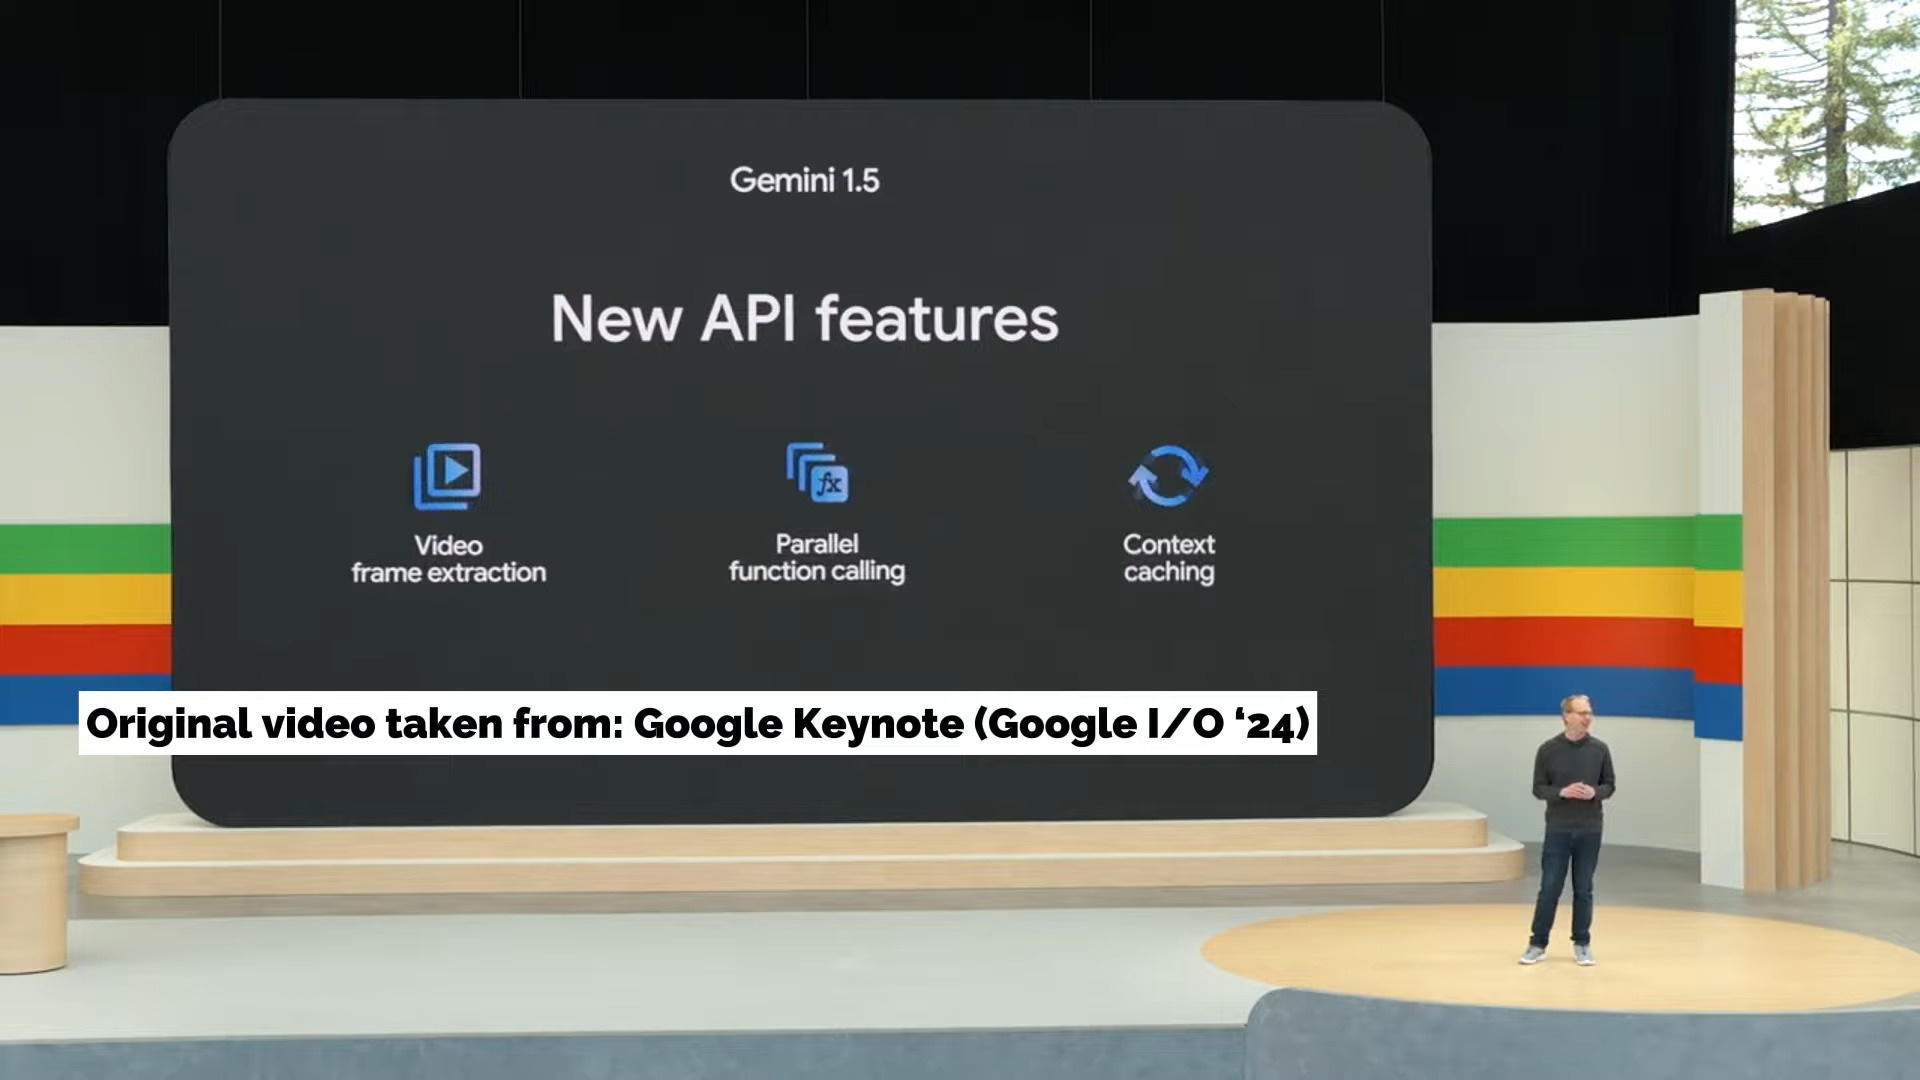 Gemini 1.5
New API features
Video
frame extraction
fx
Parallel
function calling
Context
caching
Original video taken from: Google Keynote (Google I/O ‘24)